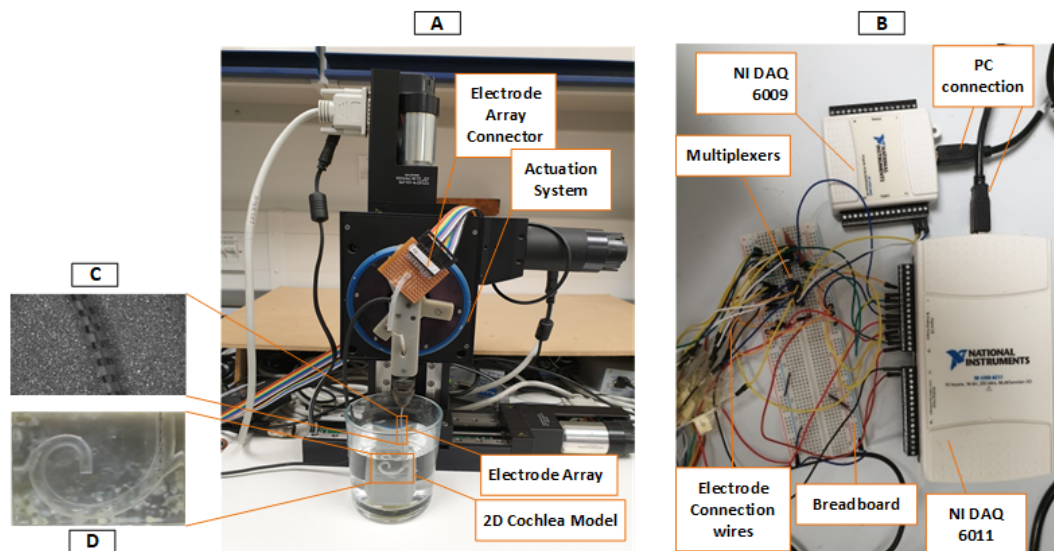 A
B
Electrode
Array
Connector
Actuation
System
NI DAQ
6009
PC
connection
Multiplexers
NATIONAL
INSTRUMENTS
C
NATIONAL
INSTRUMENTS
D
Electrode Array
2D Cochlea Model
Electrode
Connection
wires
Breadboard
NI DAQ
6011